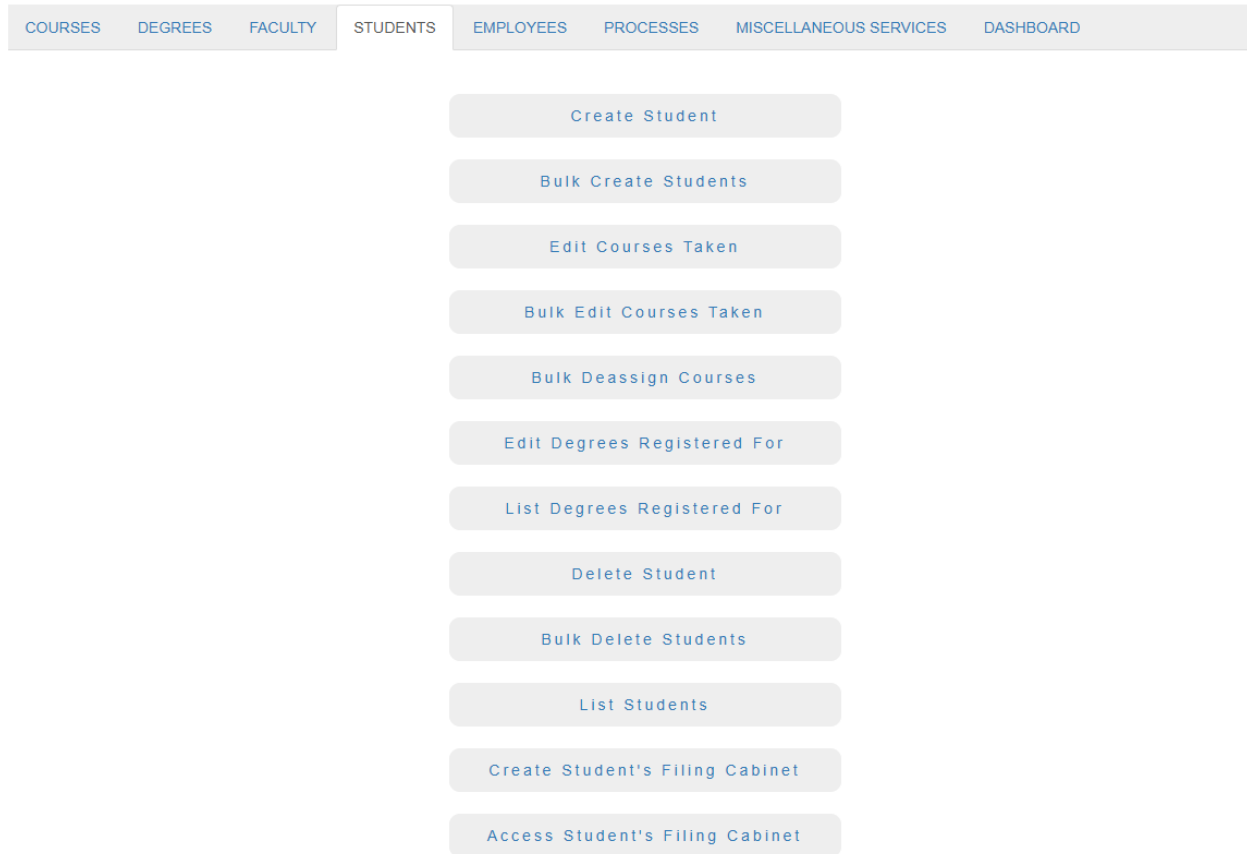 COURSES DEGREES FACULTY STUDENTS EMPLOYEES PROCESSES MISCELLANEOUS SERVICES DASHBOARD
Create Student
Bulk Create Students
Edit Courses Taken
Bulk Edit Courses Taken
Bulk Deassign Courses
Edit Degrees Registered For
List Degrees Registered For
Delete Student
Bulk Delete Students
List Students
Create Student's Filing Cabinet
Access Student's Filing Cabinet